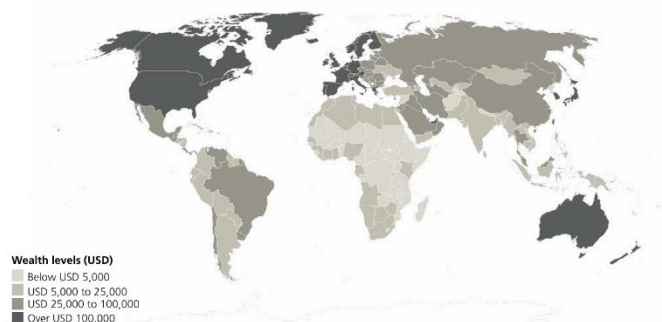 Wealth levels (USD)
Below USD 5,000
USD 5,000 to 25,000
USD 25,000 to 100,000
Over USD 100,000